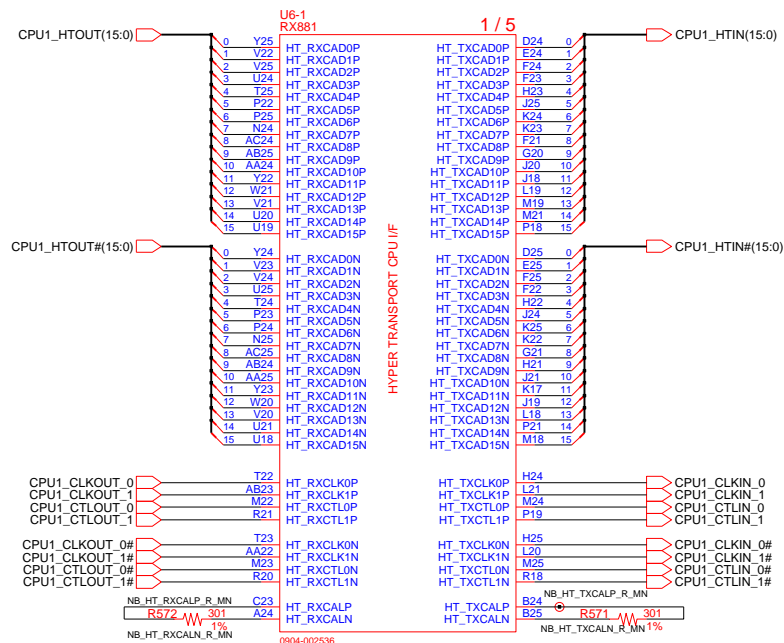 U6-1
RX881 1 / 5
CPU1_HTOUT(15:0) CPU1_HTIN(15:0)
0 Y25 HT_RXCAD0P HT_TXCAD0P D24 0
1 V22 HT_RXCAD1P HT_TXCAD1P E24 1
2 V25 HT_RXCAD2P HT_TXCAD2P F24 2
3 U24 HT_RXCAD3P HT_TXCAD3P F23 3
4 T25 HT_RXCAD4P HT_TXCAD4P H23 4
5 P22 HT_RXCAD5P HT_TXCAD5P J25 5
6 P25 HT_RXCAD6P HT_TXCAD6P K24 6
7 N24 HT_RXCAD7P HT_TXCAD7P K23 7
8 AC24 HT_RXCAD8P HT_TXCAD8P F21 8
9 AB25 HT_RXCAD9P HT_TXCAD9P G20 9
10 AA24 HT_RXCAD10P HT_TXCAD10P J20 10
11 Y22 HT_RXCAD11P HT_TXCAD11P J18 11
12 W21 HT_RXCAD12P HT_TXCAD12P L19 12
13 V21 HT_RXCAD13P HT_TXCAD13P M19 13
14 U20 HT_RXCAD14P HT_TXCAD14P M21 14
15 U19 HT_RXCAD15P HT_TXCAD15P P18 15
CPU1_HTOUT#(15:0) CPU1_HTIN#(15:0)
0 Y24 HT_RXCAD0N HT_TXCAD0N D25 0
1 V23 HT_RXCAD1N HT_TXCAD1N E25 1
2 V24 HT_RXCAD2N HT_TXCAD2N F25 2
3 U25 HT_RXCAD3N HT_TXCAD3N F22 3
4 T24 HT_RXCAD4N HT_TXCAD4N H22 4
5 P23 HT_RXCAD5N HT_TXCAD5N J24 5
6 P24 HT_RXCAD6N HT_TXCAD6N K25 6
7 N25 HT_RXCAD7N HT_TXCAD7N K22 7
8 AC25 HT_RXCAD8N HT_TXCAD8N G21 8
9 AB24 HT_RXCAD9N HT_TXCAD9N H21 9
10 AA25 HT_RXCAD10N HT_TXCAD10N J21 10
11 Y23 HT_RXCAD11N HT_TXCAD11N K17 11
12 W20 HT_RXCAD12N HT_TXCAD12N J19 12
13 V20 HT_RXCAD13N HT_TXCAD13N L18 13
14 U21 HT_RXCAD14N HT_TXCAD14N P21 14
15 U18 HT_RXCAD15N HT_TXCAD15N M18 15
HYPER TRANSPORT CPU I/F
CPU1_CLKOUT_0 T22 HT_RXCLK0P HT_TXCLK0P H24 CPU1_CLKIN_0
CPU1_CLKOUT_1 AB23 HT_RXCLK1P HT_TXCLK1P L21 CPU1_CLKIN_1
CPU1_CTLOUT_0 M22 HT_RXCTL0P HT_TXCTL0P M24 CPU1_CTLIN_0
CPU1_CTLOUT_1 R21 HT_RXCTL1P HT_TXCTL1P P19 CPU1_CTLIN_1
CPU1_CLKOUT_0# T23 HT_RXCLK0N HT_TXCLK0N H25 CPU1_CLKIN_0#
CPU1_CLKOUT_1# AA22 HT_RXCLK1N HT_TXCLK1N L20 CPU1_CLKIN_1#
CPU1_CTLOUT_0# M23 HT_RXCTL0N HT_TXCTL0N M25 CPU1_CTLIN_0#
CPU1_CTLOUT_1# R20 HT_RXCTL1N HT_TXCTL1N R18 CPU1_CTLIN_1#
NB_HT_RXCALP_R_MN C23 HT_RXCALP HT_TXCALP B24 NB_HT_TXCALP_R_MN
R572 301 A24 HT_RXCALN HT_TXCALN B25 R571 301
1% 1%
NB_HT_RXCALN_R_MN NB_HT_TXCALN_R_MN
0904-002536